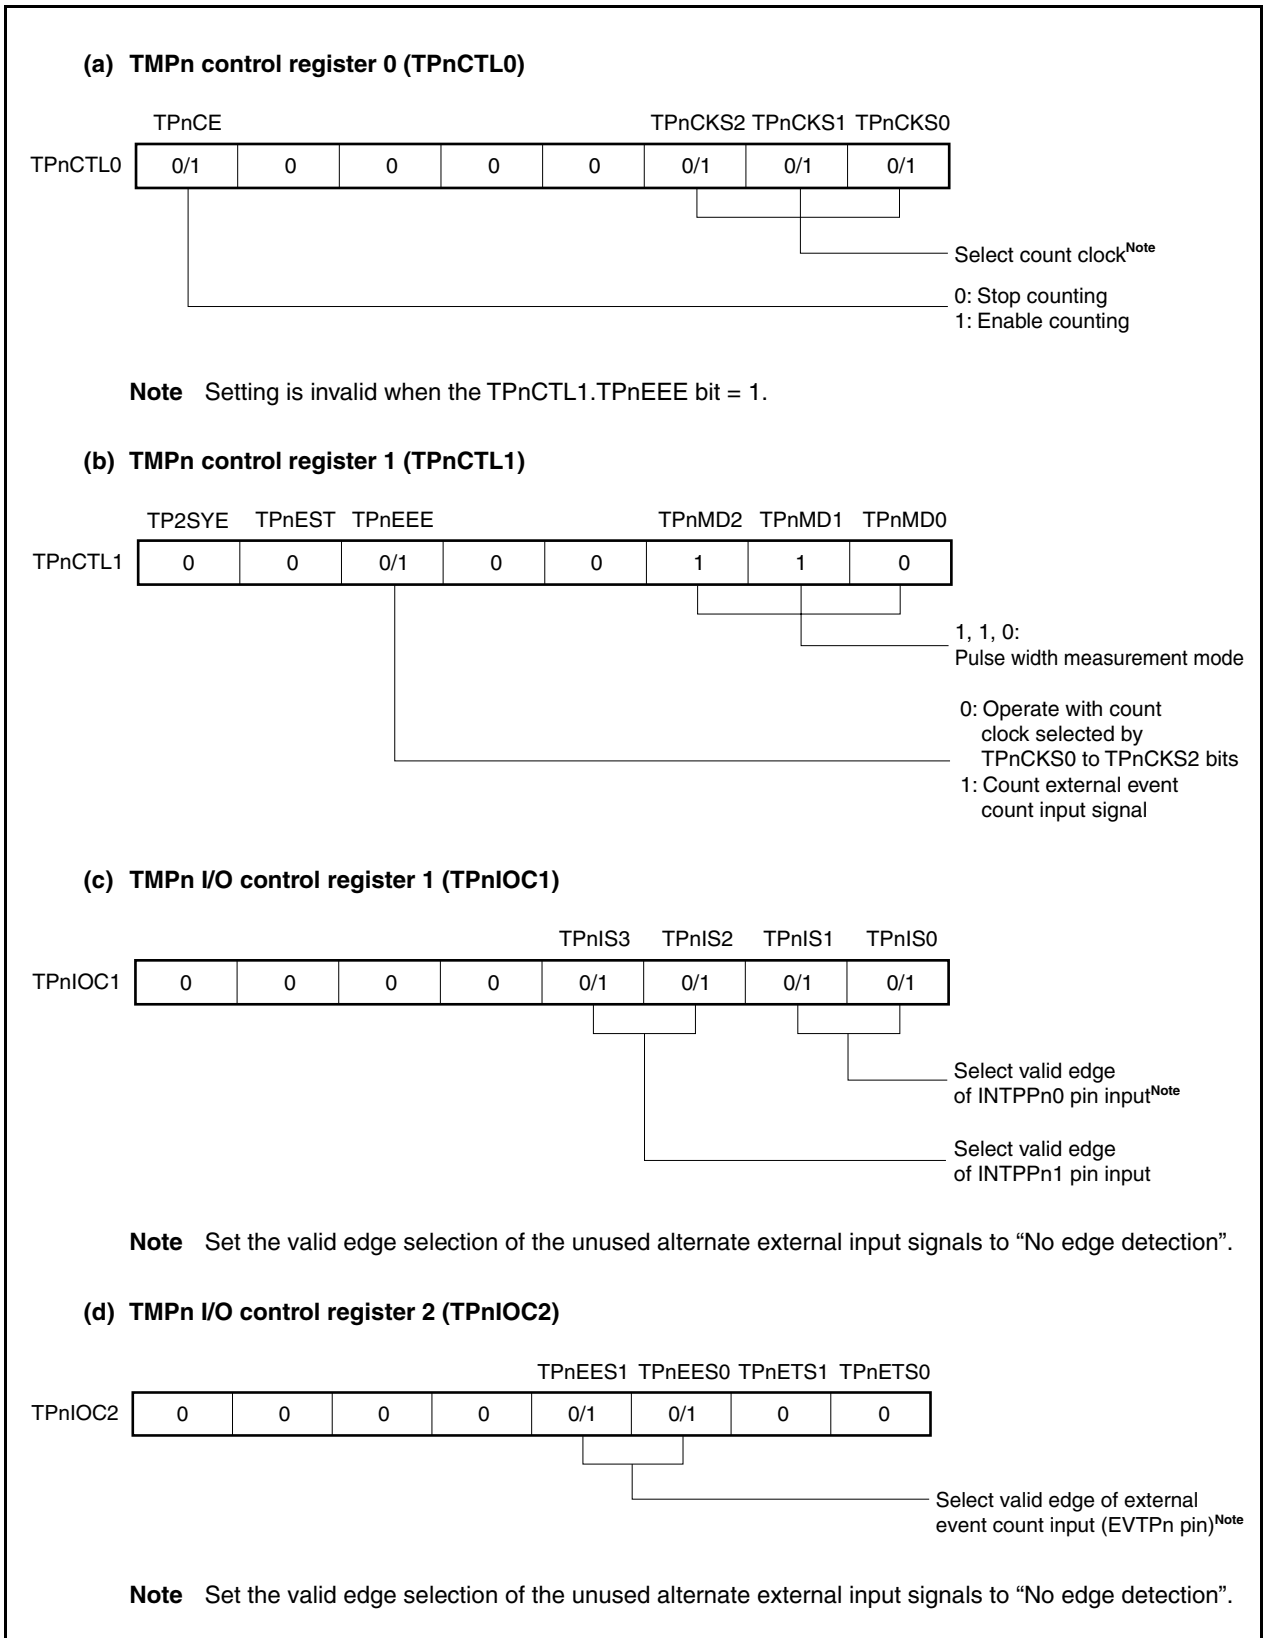 (a) TMPn control register 0 (TPnCTL0)
TPnCE TPnCKS2 TPnCKS1 TPnCKS0
TPnCTL0 0/1 0 0 0 0 0/1 0/1 0/1
Select count clockNote
0: Stop counting
1: Enable counting
Note Setting is invalid when the TPnCTL1.TPnEEE bit = 1.
(b) TMPn control register 1 (TPnCTL1)
TP2SYE TPnEST TPnEEE TPnMD2 TPnMD1 TPnMD0
TPnCTL1 0 0 0/1 0 0 1 1 0
1, 1, 0:
Pulse width measurement mode
0: Operate with count
clock selected by
TPnCKS0 to TPnCKS2 bits
1: Count external event
count input signal
(c) TMPn I/O control register 1 (TPnIOC1)
TPnIS3 TPnIS2 TPnIS1 TPnIS0
TPnIOC1 0 0 0 0 0/1 0/1 0/1 0/1
Select valid edge
of INTPPn0 pin inputNote
Select valid edge
of INTPPn1 pin input
Note Set the valid edge selection of the unused alternate external input signals to “No edge detection”.
(d) TMPn I/O control register 2 (TPnIOC2)
TPnEES1 TPnEES0 TPnETS1 TPnETS0
TPnIOC2 0 0 0 0 0/1 0/1 0 0
Select valid edge of external
event count input (EVTPn pin)Note
Note Set the valid edge selection of the unused alternate external input signals to “No edge detection”.